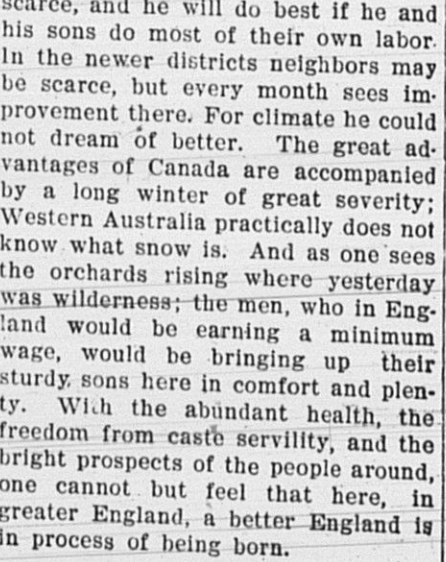 scarce, and he will do best if he and
his sons do most of their own labor.
In the newer districts neighbors may
be scarce, but every month sees im-
provement there. For climate he could
not dream of better. The great ad-
vantages of Canada are accompanied
by a long winter of great severity;
Western Australia practically does not
know what snow is. And as one sees
the orchards rising where yesterday
was wilderness; the men, who in Eng-
land would be earning a minimum
wage, would be bringing up their
sturdy sons here in comfort and plen-
ty. With the abundant health, the
freedom from caste servility, and the
bright prospects of the people around,
one cannot but feel that here, in
greater England, a better England is
in process of being born.